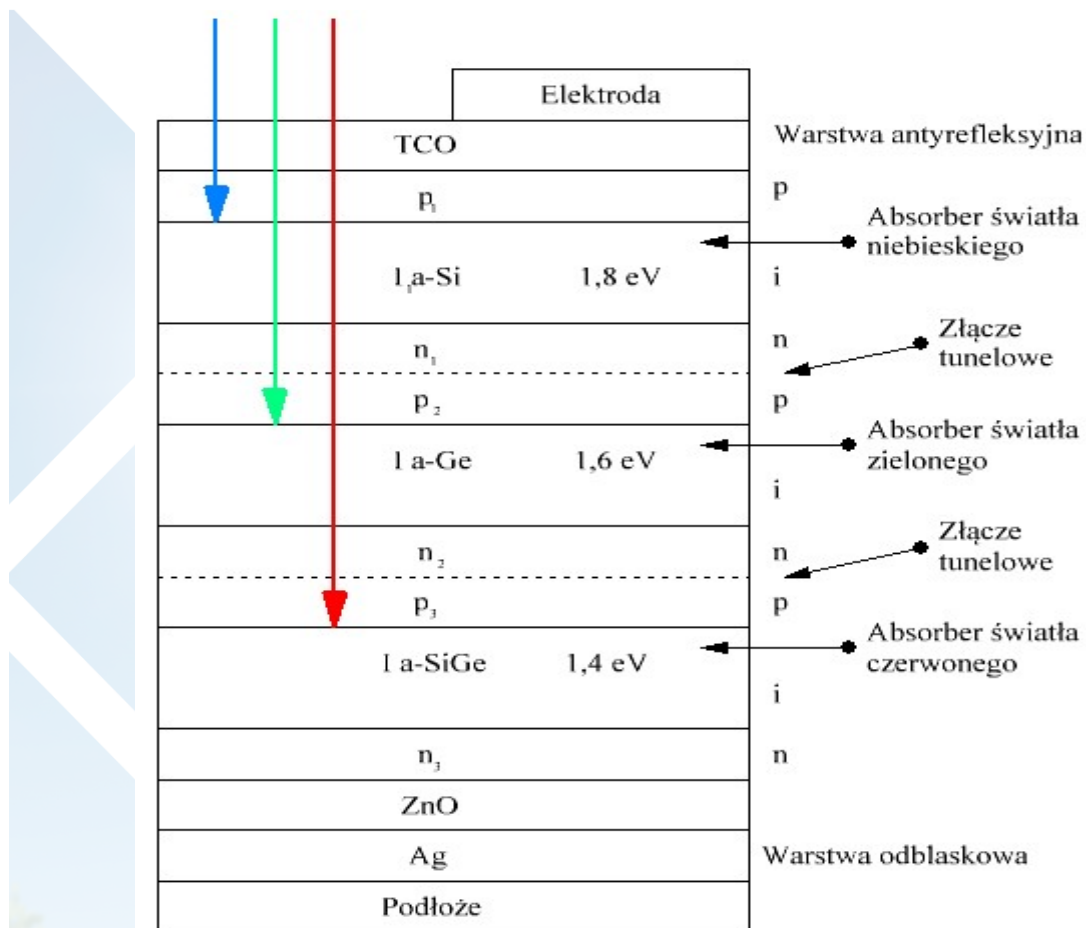 Elektroda
TCO
Warstwa antyrefleksyjna
p₁
p
Absorber światła
niebieskiego
I₁a-Si 1,8 eV
i
n₁
n
Złącze
tunelowe
p₂
p
Absorber światła
zielonego
I a-Ge 1,6 eV
i
n₂
n
Złącze
tunelowe
p₃
p
Absorber światła
czerwonego
I a-SiGe 1,4 eV
i
n₃
n
ZnO
Ag
Warstwa odblaskowa
Podłoże